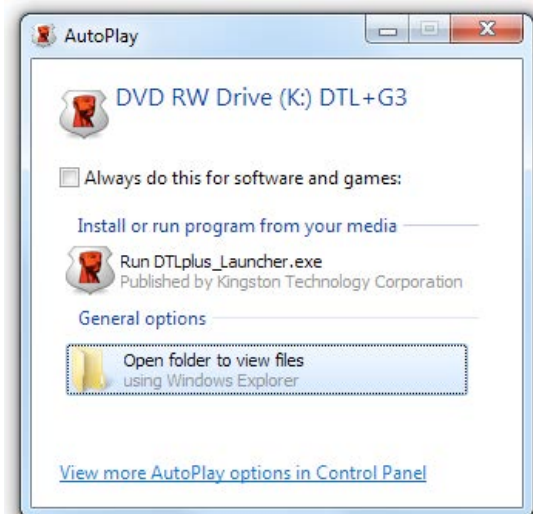 AutoPlay
DVD RW Drive (K:) DTL+G3
Always do this for software and games:
Install or run program from your media
Run DTLplus_Launcher.exe
Published by Kingston Technology Corporation
General options
Open folder to view files
using Windows Explorer
View more AutoPlay options in Control Panel